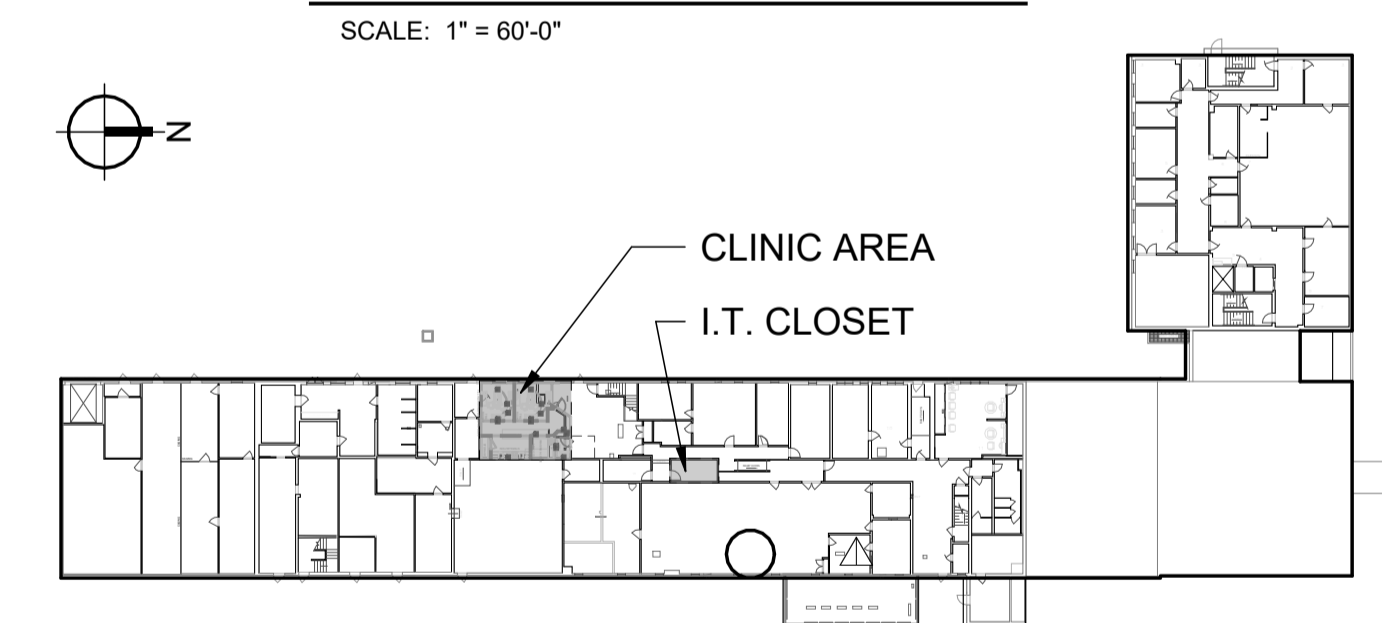 SCALE: 1" = 60'-0"
N
CLINIC AREA
I.T. CLOSET